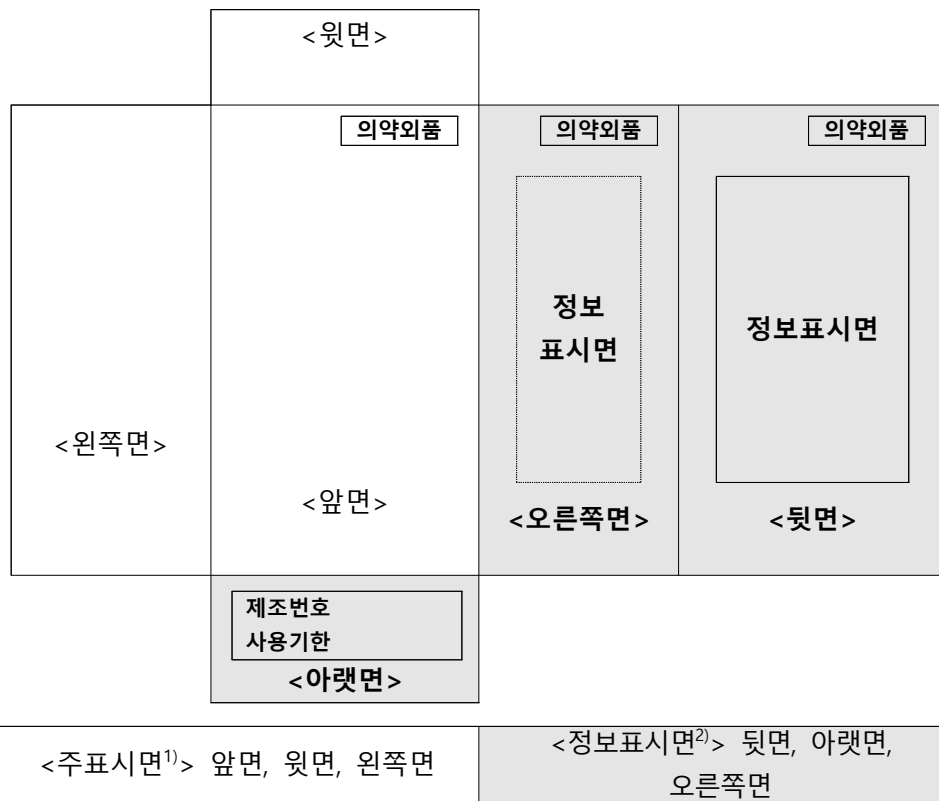 <윗면>
의약외품
의약외품
의약외품
정보
표시면
정보표시면
<왼쪽면>
<앞면>
<오른쪽면>
<뒷면>
제조번호
사용기한
<아랫면>
<주표시면1)> 앞면, 윗면, 왼쪽면
<정보표시면2)> 뒷면, 아랫면,
오른쪽면